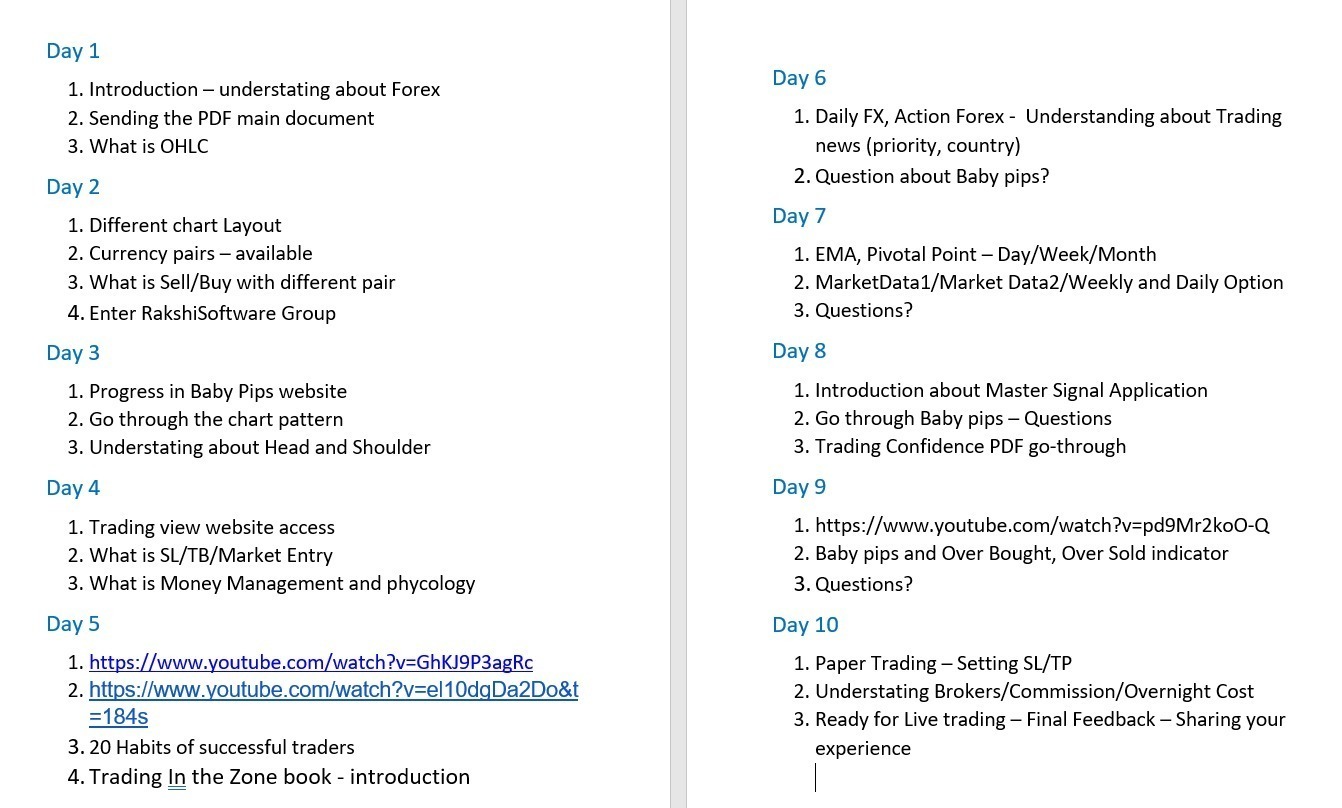 Day 1
1. Introduction – understating about Forex
2. Sending the PDF main document
3. What is OHLC
Day 2
1. Different chart Layout
2. Currency pairs – available
3. What is Sell/Buy with different pair
4. Enter RakshiSoftware Group
Day 3
1. Progress in Baby Pips website
2. Go through the chart pattern
3. Understating about Head and Shoulder
Day 4
1. Trading view website access
2. What is SL/TB/Market Entry
3. What is Money Management and phycology
Day 5
1. https://www.youtube.com/watch?v=GhKJ9P3agRc
2. https://www.youtube.com/watch?v=el10dgDa2Do&t
=184s
3. 20 Habits of successful traders
4. Trading In the Zone book - introduction
Day 6
1. Daily FX, Action Forex -  Understanding about Trading
news (priority, country)
2. Question about Baby pips?
Day 7
1. EMA, Pivotal Point – Day/Week/Month
2. MarketData1/Market Data2/Weekly and Daily Option
3. Questions?
Day 8
1. Introduction about Master Signal Application
2. Go through Baby pips – Questions
3. Trading Confidence PDF go-through
Day 9
1. https://www.youtube.com/watch?v=pd9Mr2koO-Q
2. Baby pips and Over Bought, Over Sold indicator
3. Questions?
Day 10
1. Paper Trading – Setting SL/TP
2. Understating Brokers/Commission/Overnight Cost
3. Ready for Live trading – Final Feedback – Sharing your
experience